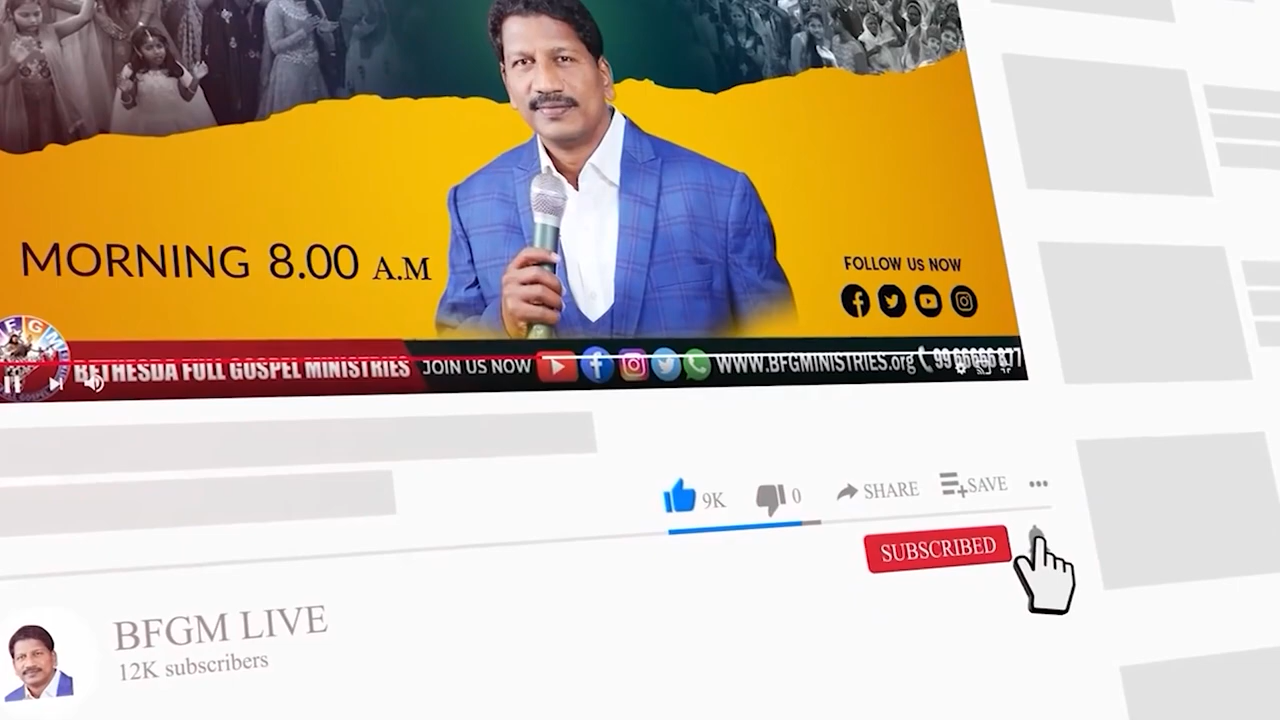 MORNING 8.00 A.M
FOLLOW US NOW
BETHESDA FULL GOSPEL MINISTRIES
JOIN US NOW
WWW.BFGMINISTRIES.org
9K
0
SHARE
SAVE
SUBSCRIBED
BFGM LIVE
12K subscribers